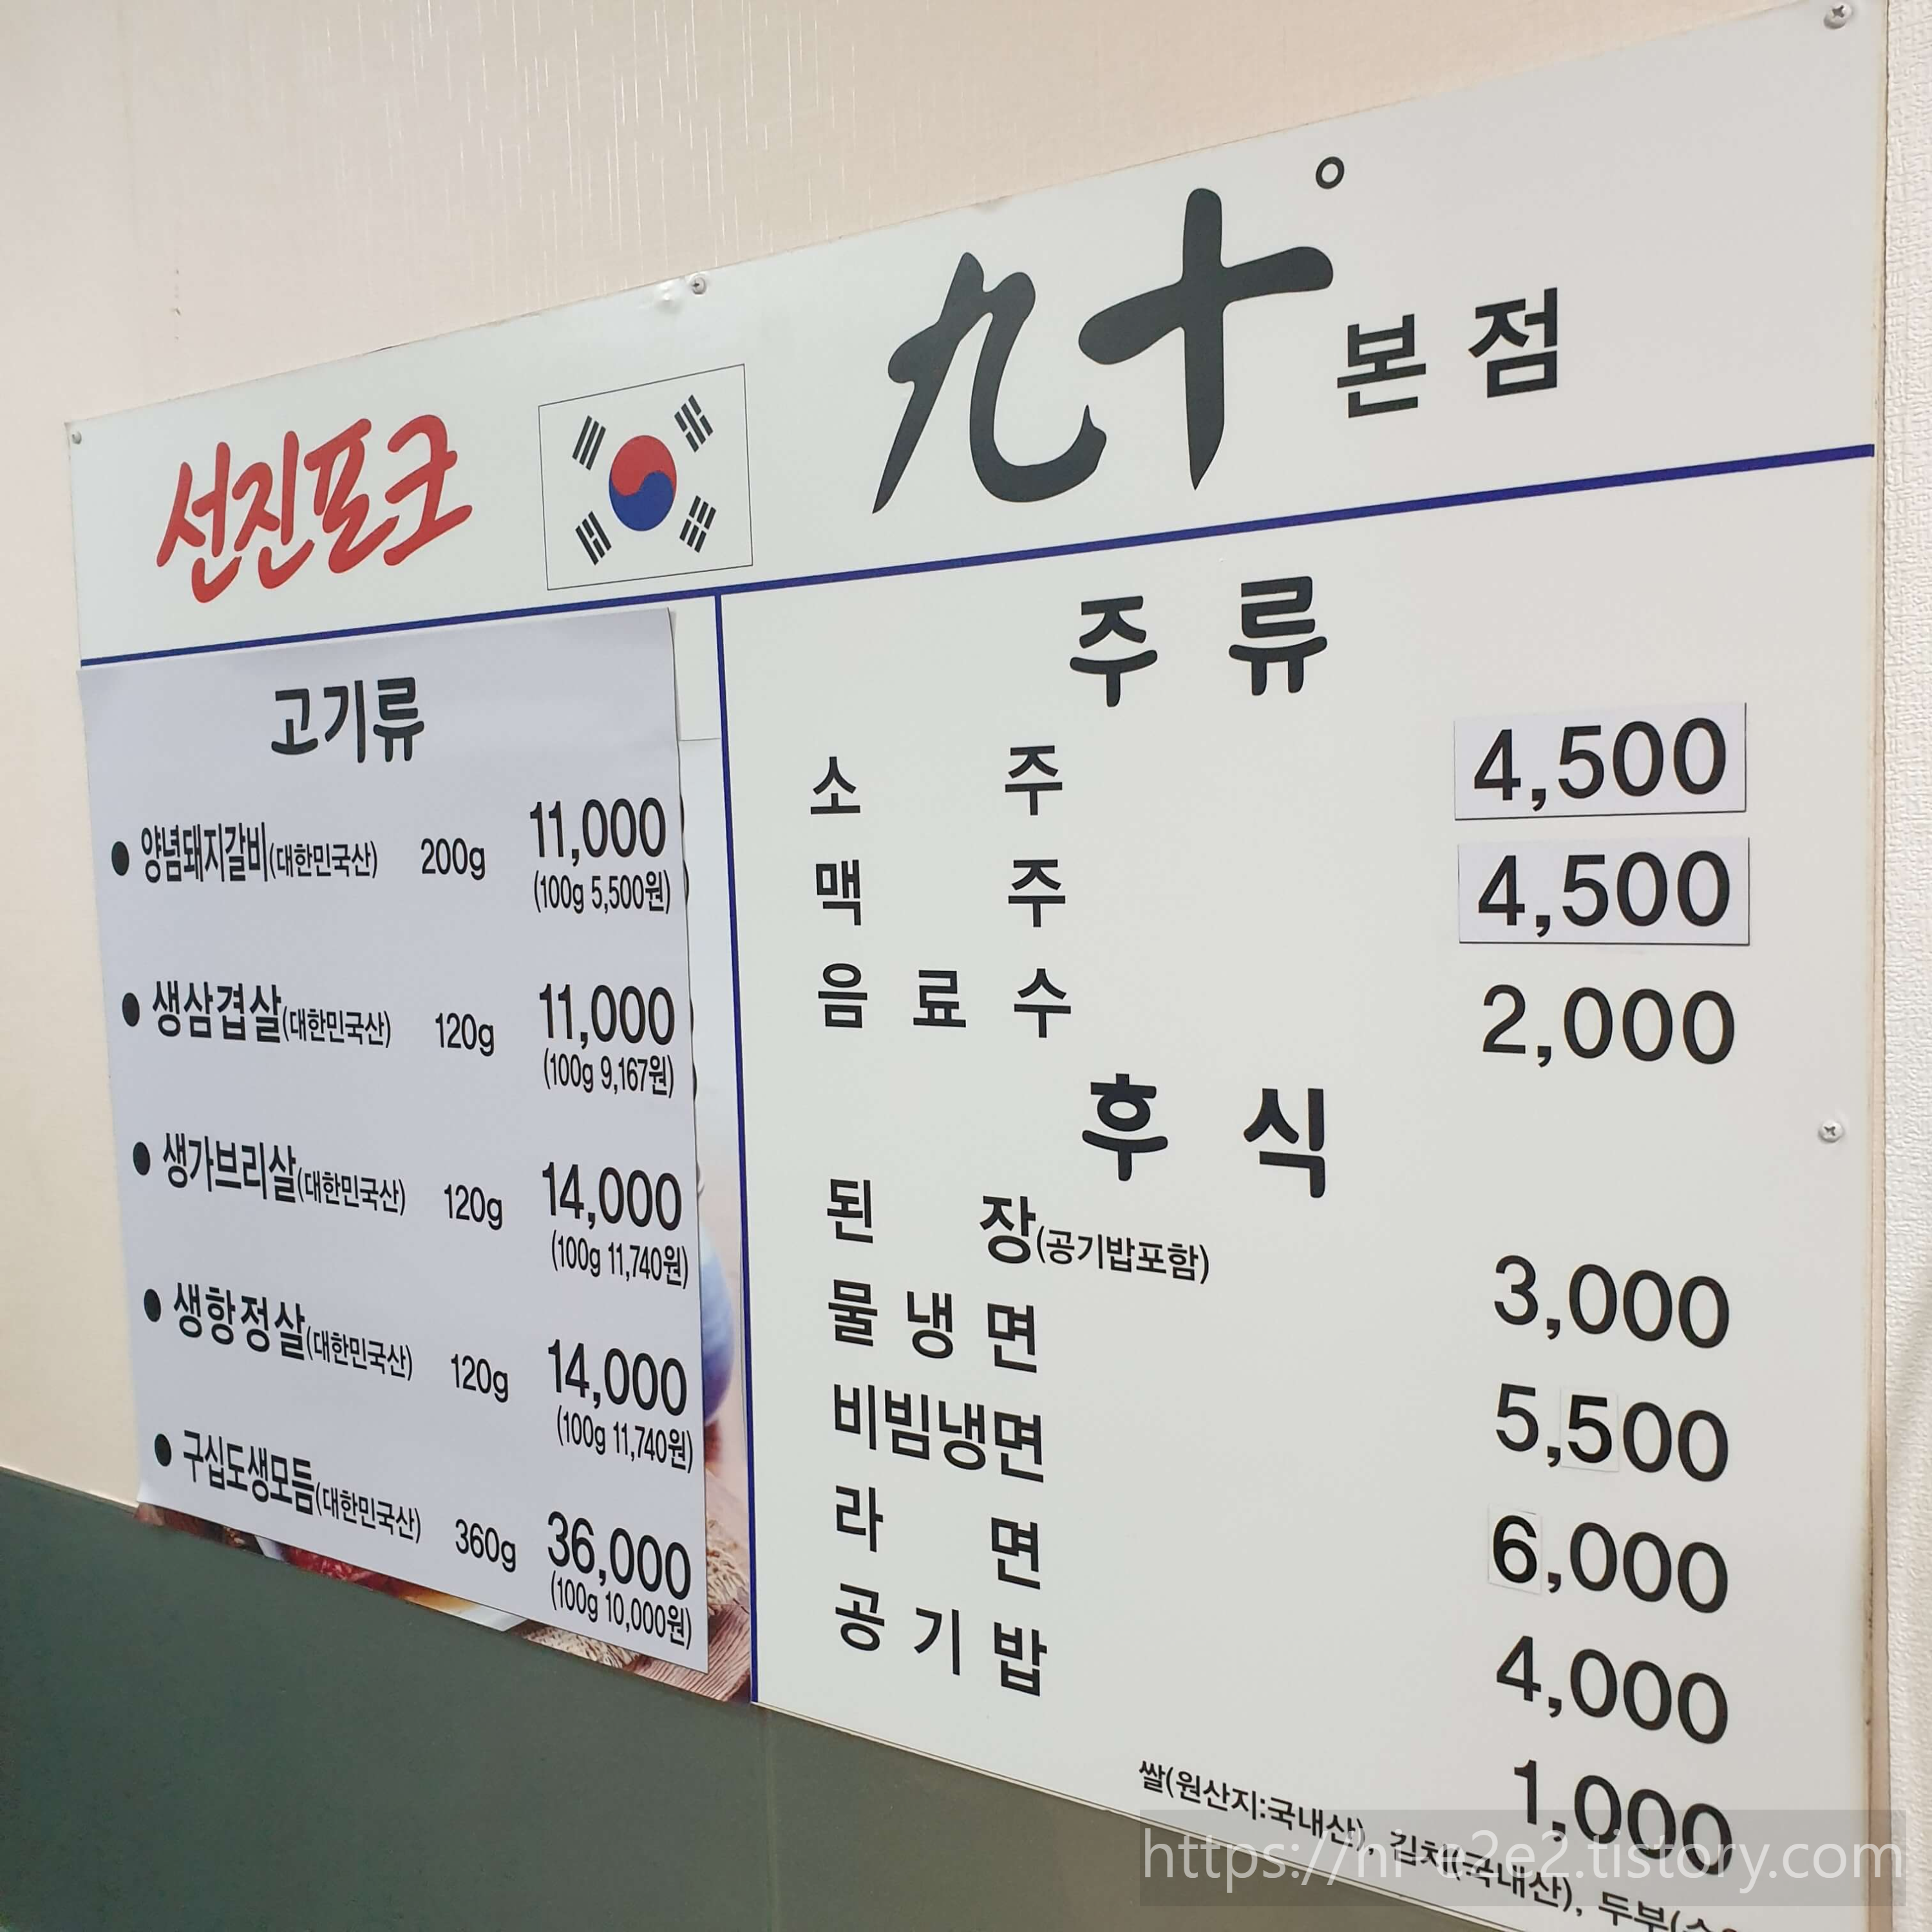 선진포크
九十° 본점
고기류
● 양념돼지갈비(대한민국산) 200g 11,000
(100g 5,500원)
● 생삼겹살(대한민국산) 120g 11,000
(100g 9,167원)
● 생가브리살(대한민국산) 120g 14,000
(100g 11,740원)
● 생항정살(대한민국산) 120g 14,000
(100g 11,740원)
● 구십도생모듬(대한민국산) 360g 36,000
(100g 10,000원)
주류
소주 4,500
맥주 4,500
음료수 2,000
후식
된장(공기밥포함) 3,000
물냉면 5,500
비빔냉면 6,000
라면 4,000
공기밥 1,000
쌀(원산지:국내산), 김치(국내산), 두부(